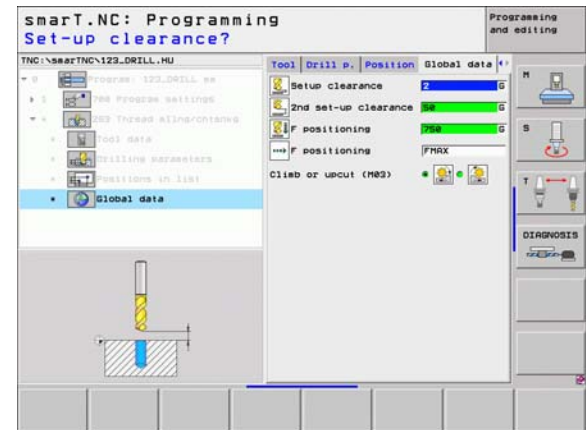 smarT.NC: Programming
Set-up clearance?
Programming
and editing
TNC:\smarTNC\123_DRILL.HU
0 Program: 123_DRILL mm
1 700 Program settings
263 Thread
Tool data
Drilling parameters
Positions in list
Global data
Tool Drill p. Position Global data
Setup clearance 2 G
2nd set-up clearance 50 G
F positioning 750 G
F positioning FMAX
Climb or upcut (M03)
M
S
T
DIAGNOSIS